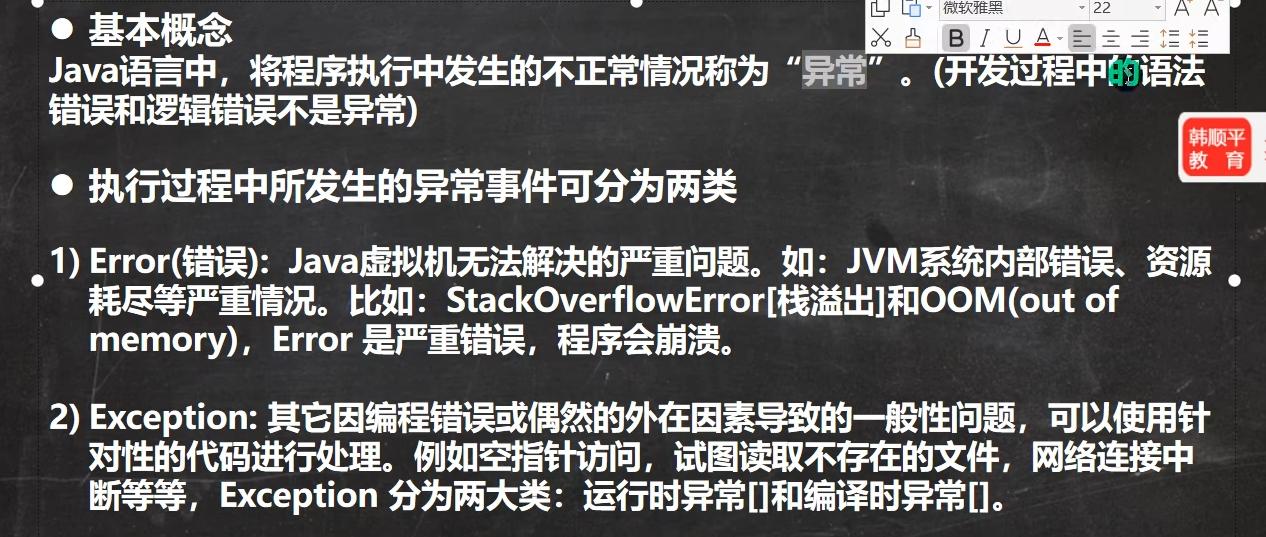 微软雅黑 22
B I U A
● 基本概念
Java语言中，将程序执行中发生的不正常情况称为“异常”。(开发过程中的语法
错误和逻辑错误不是异常)
韩顺平
教 育
● 执行过程中所发生的异常事件可分为两类
1) Error(错误)：Java虚拟机无法解决的严重问题。如：JVM系统内部错误、资源
耗尽等严重情况。比如：StackOverflowError[栈溢出]和OOM(out of
memory)，Error 是严重错误，程序会崩溃。
2) Exception: 其它因编程错误或偶然的外在因素导致的一般性问题，可以使用针
对性的代码进行处理。例如空指针访问，试图读取不存在的文件，网络连接中
断等等，Exception 分为两大类：运行时异常[]和编译时异常[]。